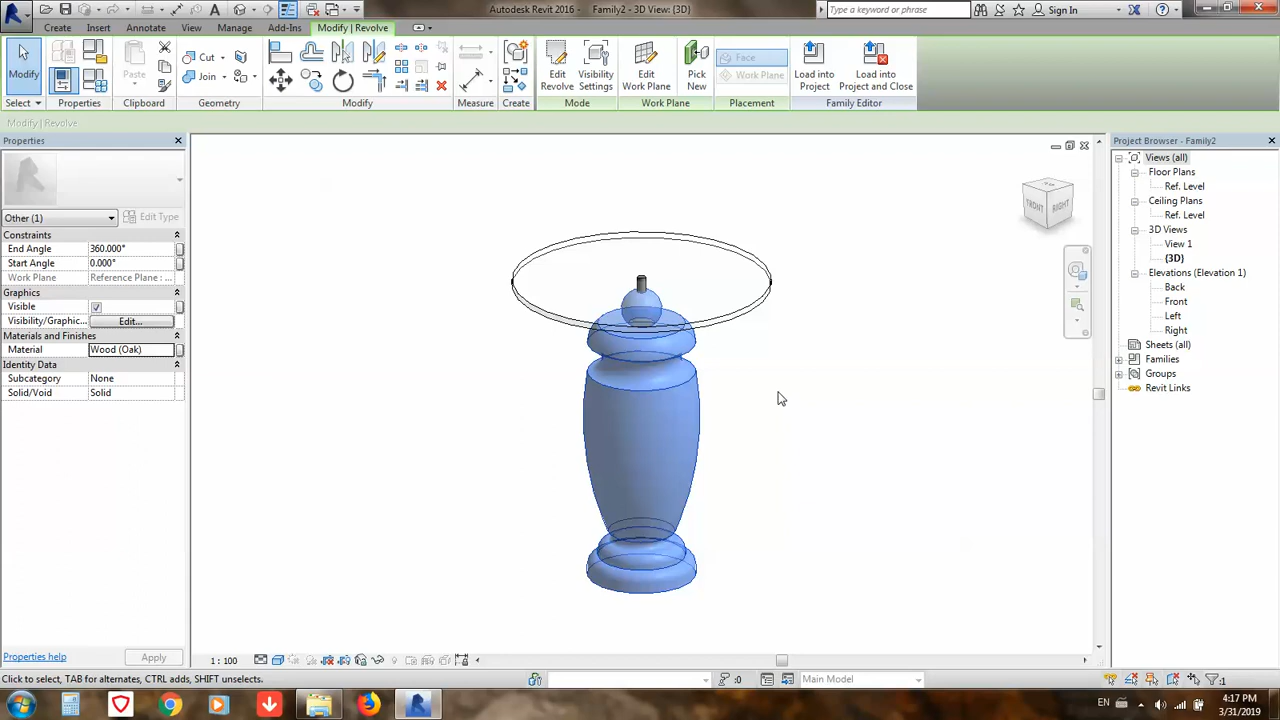 Autodesk Revit 2016 - Family2 - 3D View: {3D}
Type a keyword or phrase
Sign In
Create Insert Annotate View Manage Add-Ins Modify | Revolve
Modify
Paste
Cut
Join
Edit
Revolve
Visibility
Settings
Edit
Work Plane
Pick
New
Face
Work Plane
Load into
Project
Load into
Project and Close
Select Properties Clipboard Geometry Modify Measure Create Mode Work Plane Placement Family Editor
Modify | Revolve
Properties
Other (1)
Edit Type
Constraints
End Angle 360.000°
Start Angle 0.000°
Work Plane Reference Plane : ...
Graphics
Visible
Visibility/Graphic... Edit...
Materials and Finishes
Material Wood (Oak)
Identity Data
Subcategory None
Solid/Void Solid
Properties help
Apply
FRONT
RIGHT
Project Browser - Family2
Views (all)
Floor Plans
Ref. Level
Ceiling Plans
Ref. Level
3D Views
View 1
{3D}
Elevations (Elevation 1)
Back
Front
Left
Right
Sheets (all)
Families
Groups
Revit Links
1 : 100
Click to select, TAB for alternates, CTRL adds, SHIFT unselects.
:0
Main Model
:1
EN
4:17 PM
3/31/2019